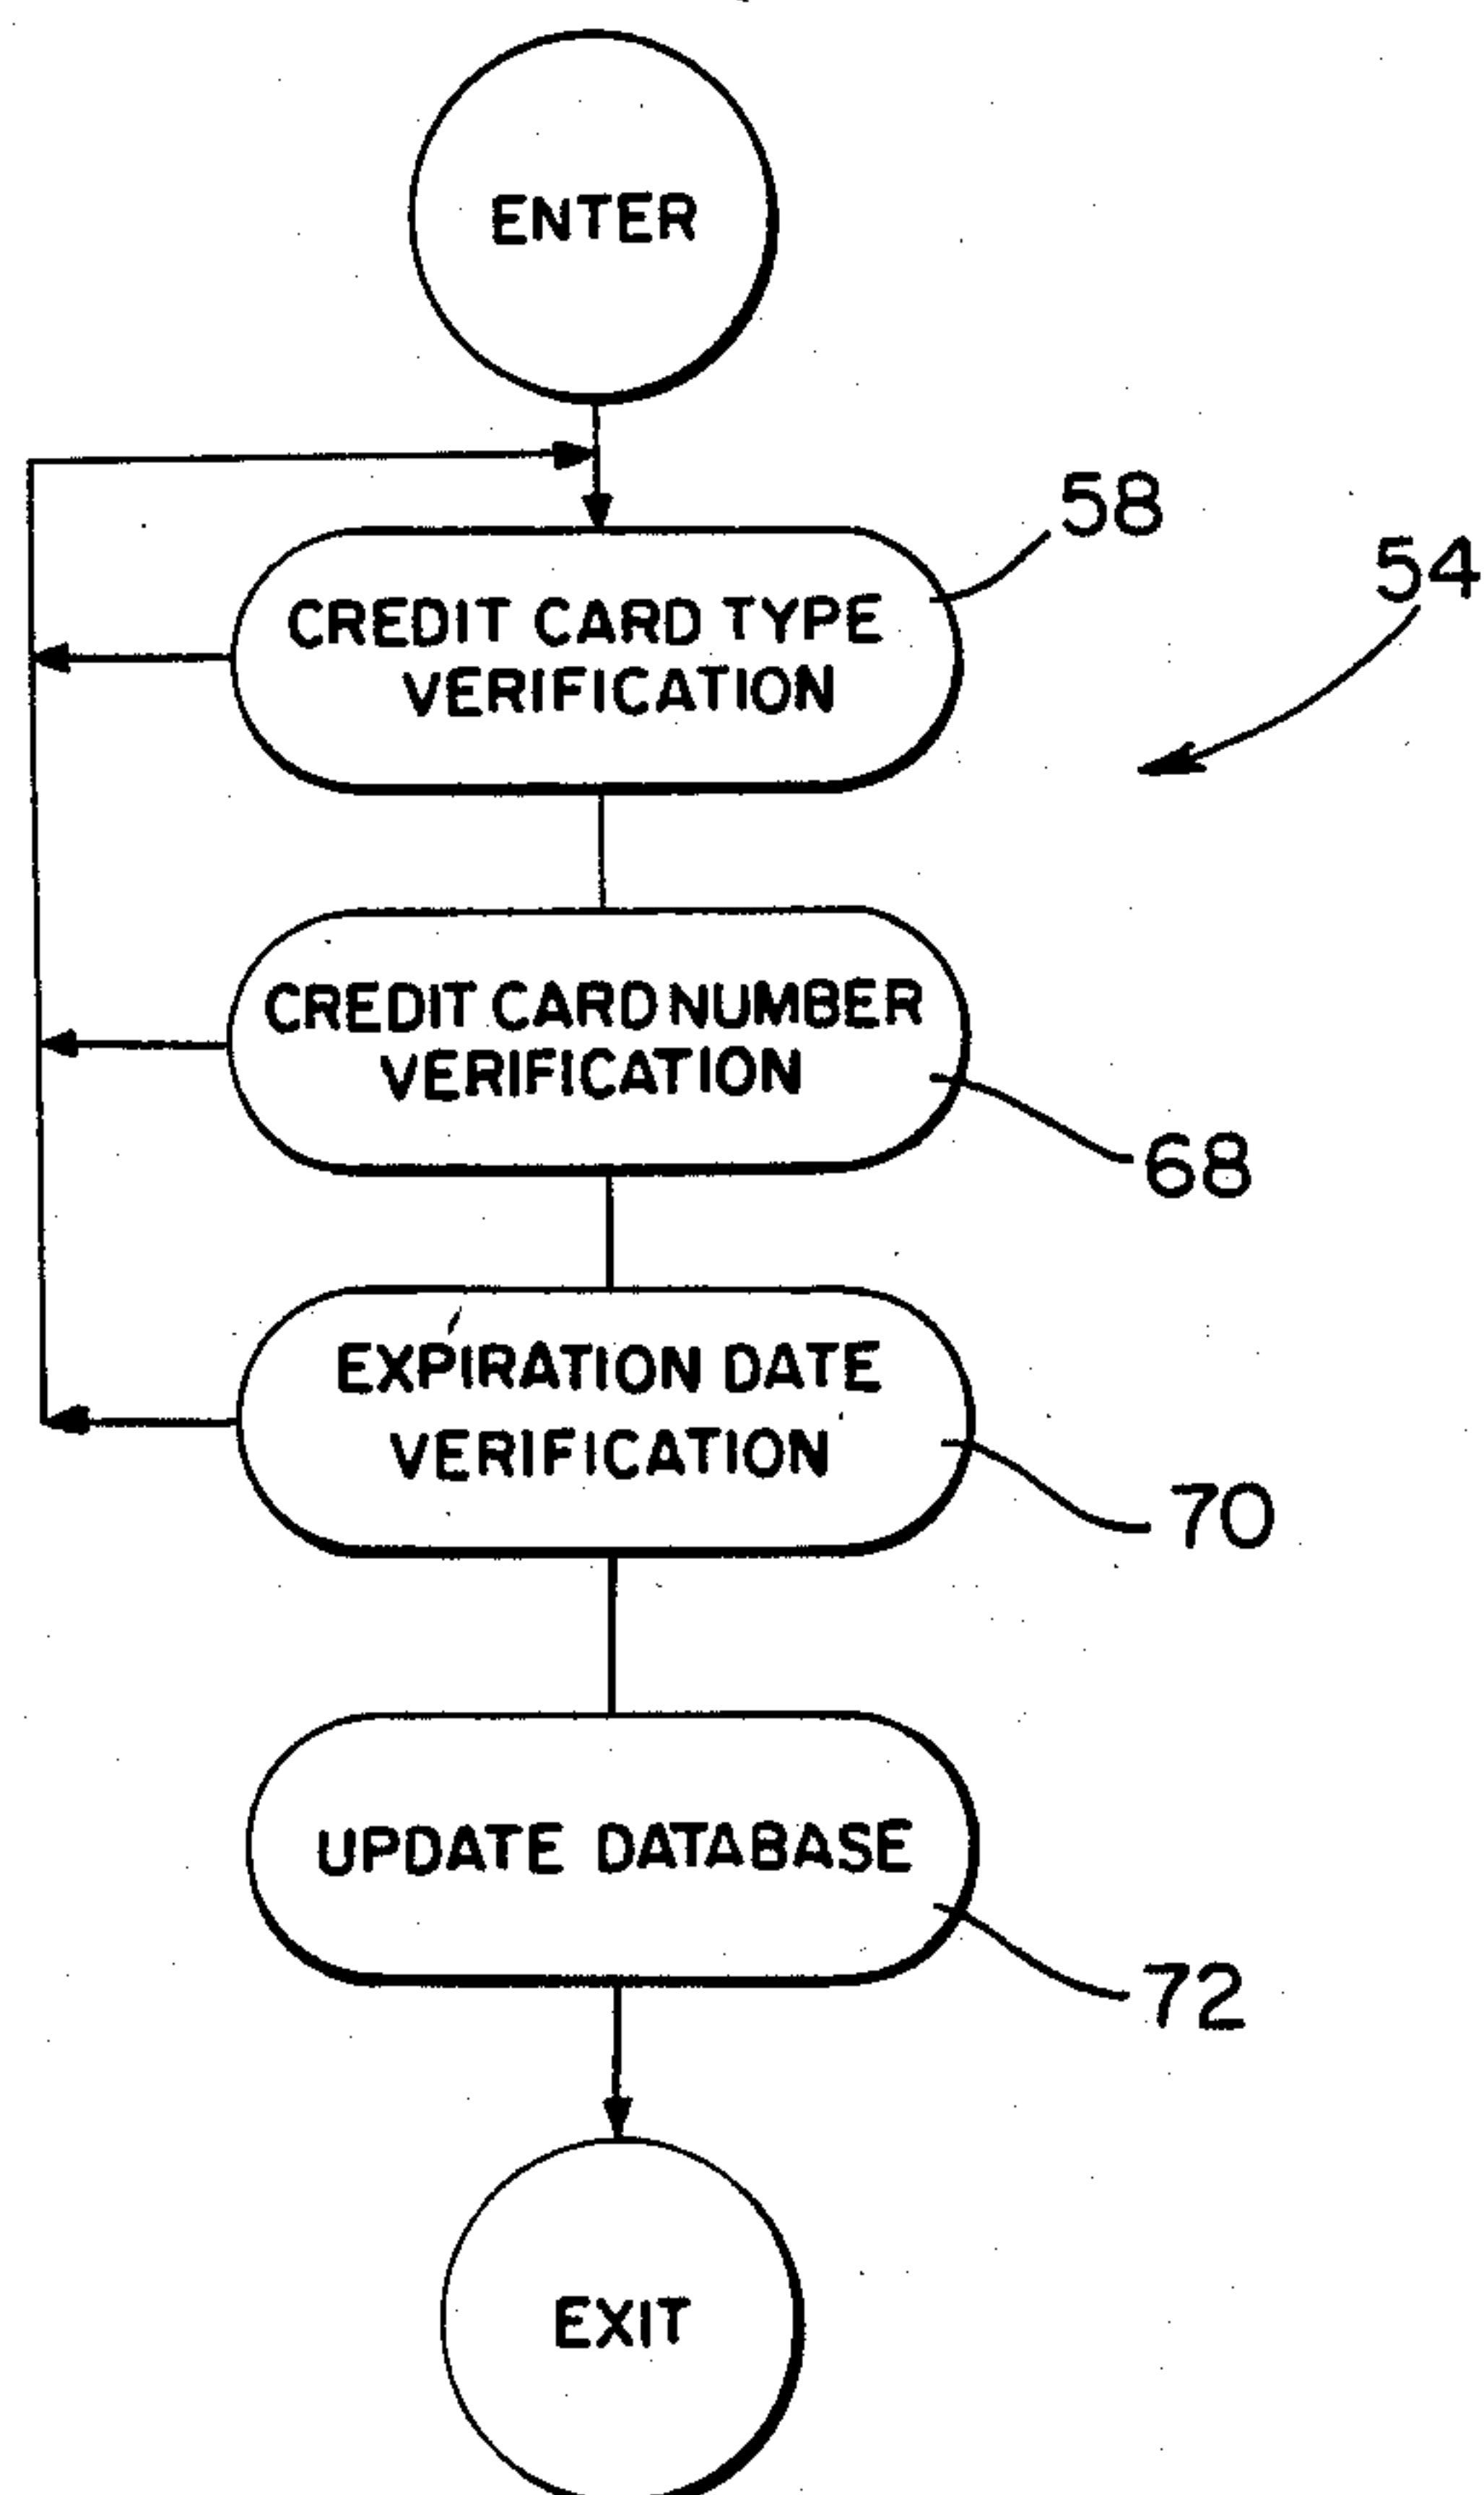 ENTER
58
54
CREDIT CARD TYPE
VERIFICATION
CREDIT CARD NUMBER
VERIFICATION
68
EXPIRATION DATE
VERIFICATION
70
UPDATE DATABASE
72
EXIT